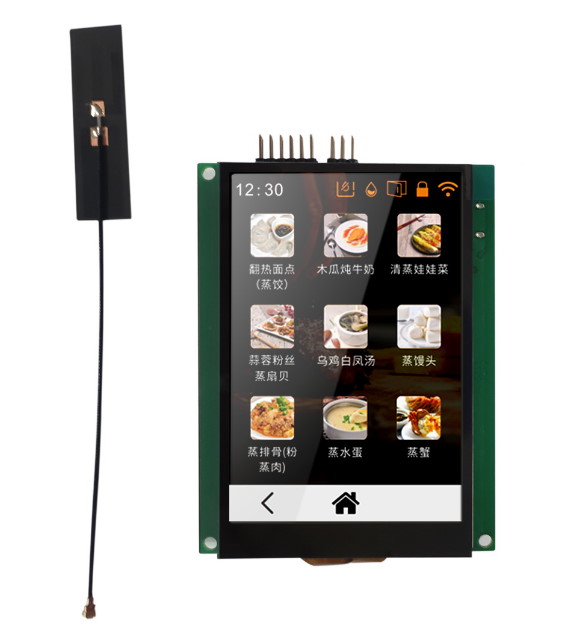 12:30
翻热面点
（蒸饺）
木瓜炖牛奶
清蒸娃娃菜
蒜蓉粉丝
蒸扇贝
乌鸡白凤汤
蒸馒头
蒸排骨(粉
蒸肉)
蒸水蛋
蒸蟹